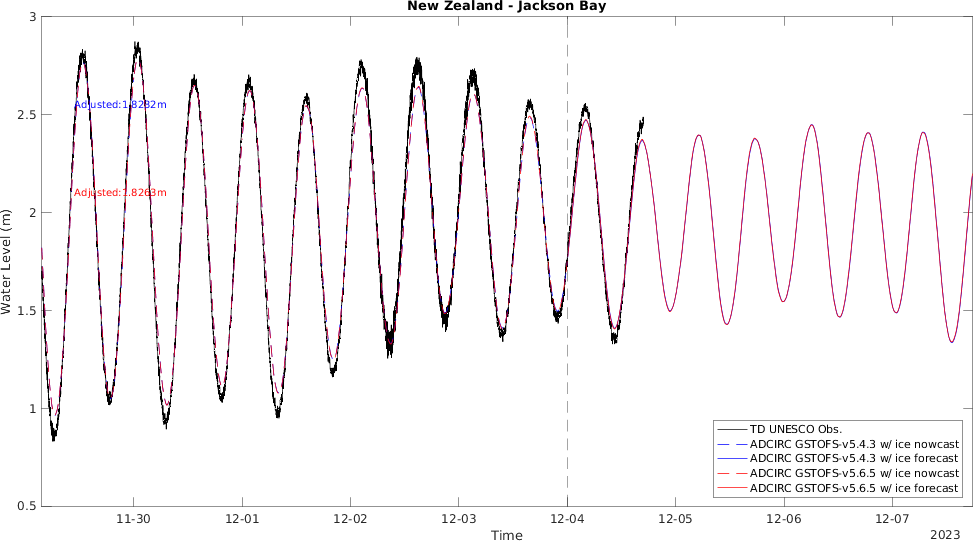 New Zealand - Jackson Bay
3
2.5
2
1.5
1
0.5
Water Level (m)
Adjusted:1.8282m
Adjusted:1.8263m
TD UNESCO Obs.
ADCIRC GSTOFS-v5.4.3 w/ ice nowcast
ADCIRC GSTOFS-v5.4.3 w/ ice forecast
ADCIRC GSTOFS-v5.6.5 w/ ice nowcast
ADCIRC GSTOFS-v5.6.5 w/ ice forecast
11-30 12-01 12-02 12-03 12-04 12-05 12-06 12-07
Time
2023